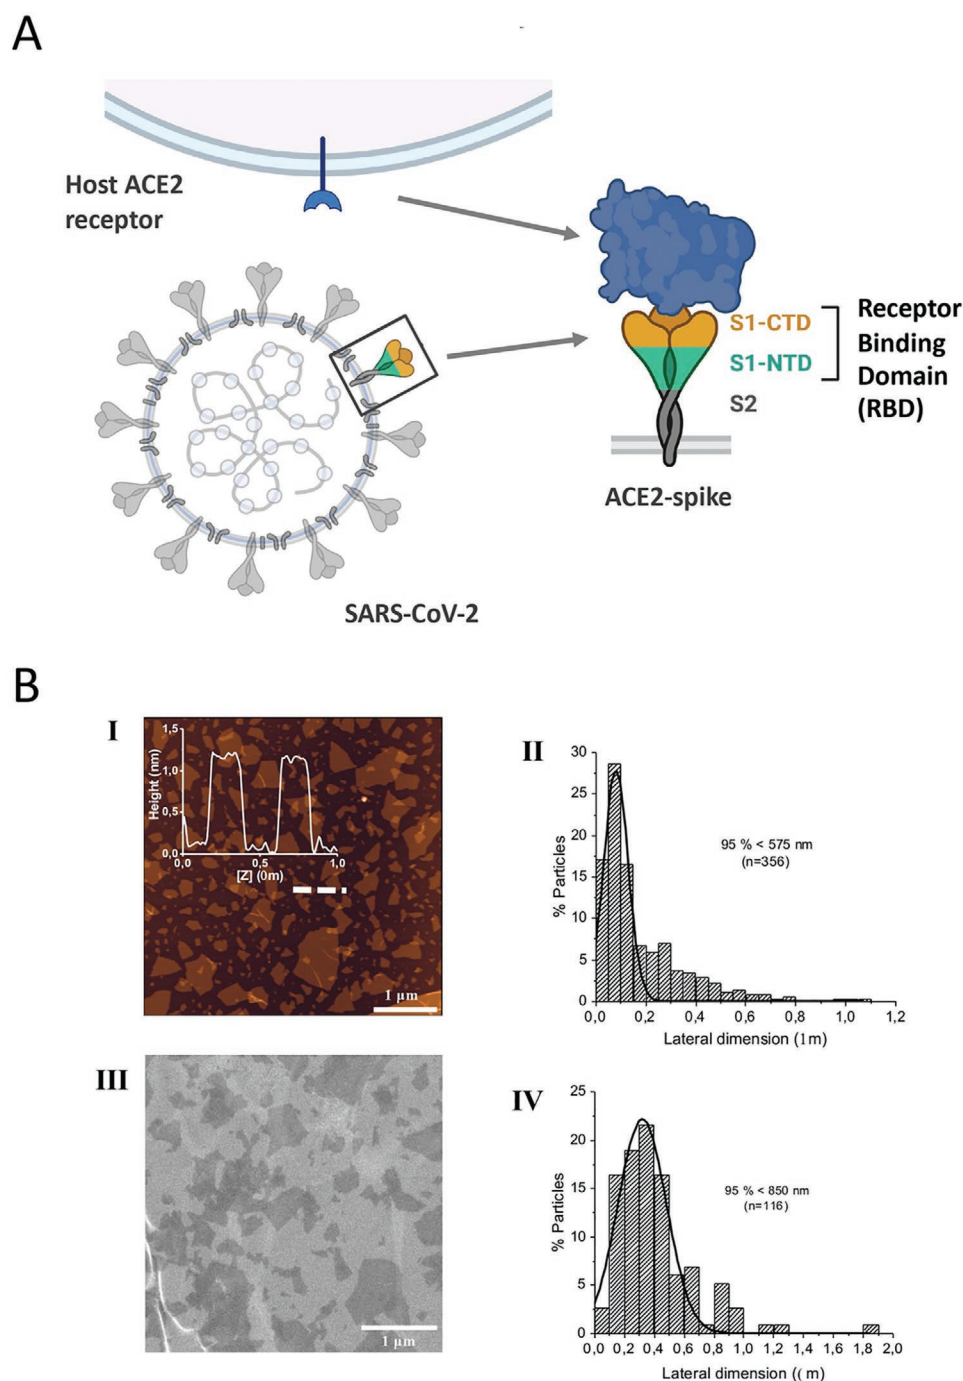 A
Host ACE2
receptor
S1-CTD
S1-NTD
S2
Receptor
Binding
Domain
(RBD)
ACE2-spike
SARS-CoV-2
B
I
1,5
1,0
0,5
0,0
Height (nm)
0,0 0,5 1,0
[Z] (0m)
1 µm
II
30
25
20
15
10
5
0
% Particles
95 % < 575 nm
(n=356)
0,0 0,2 0,4 0,6 0,8 1,0 1,2
Lateral dimension (1m)
III
1 µm
IV
25
20
15
10
5
0
% Particles
95 % < 850 nm
(n=116)
0,0 0,2 0,4 0,6 0,8 1,0 1,2 1,4 1,6 1,8 2,0
Lateral dimension (( m)